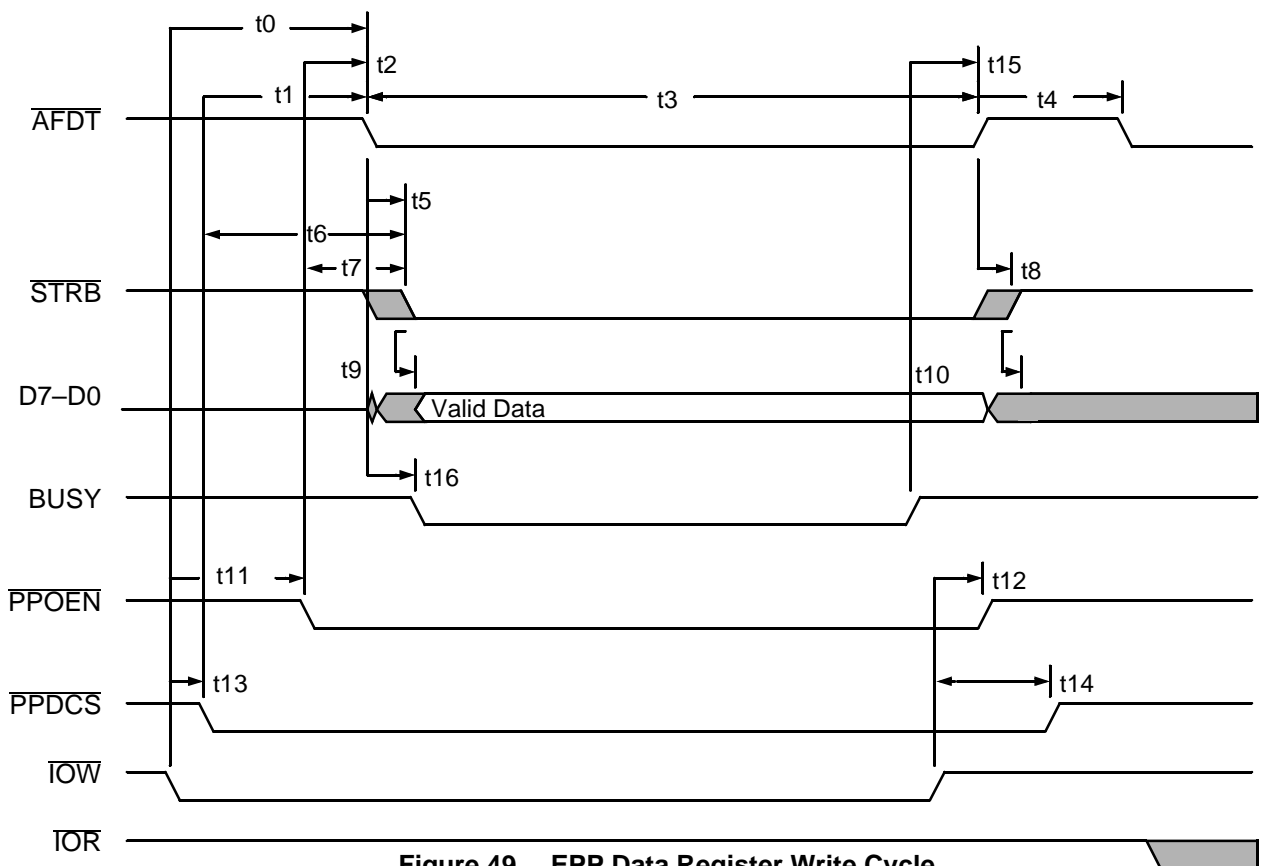 t0
t2
t15
t1
t3
t4
AFDT
t5
t6
t7
t8
STRB
t9
t10
D7–D0
Valid Data
t16
BUSY
t11
t12
PPOEN
t13
t14
PPDCS
IOW
IOR
Figure 49. EPP Data Register Write Cycle